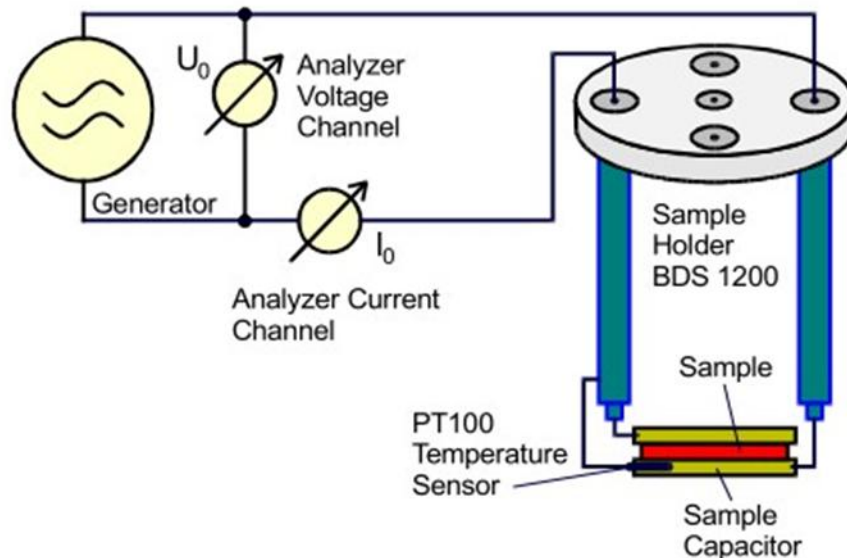 U0
Analyzer
Voltage
Channel
Generator
I0
Analyzer Current
Channel
Sample
Holder
BDS 1200
Sample
PT100
Temperature
Sensor
Sample
Capacitor